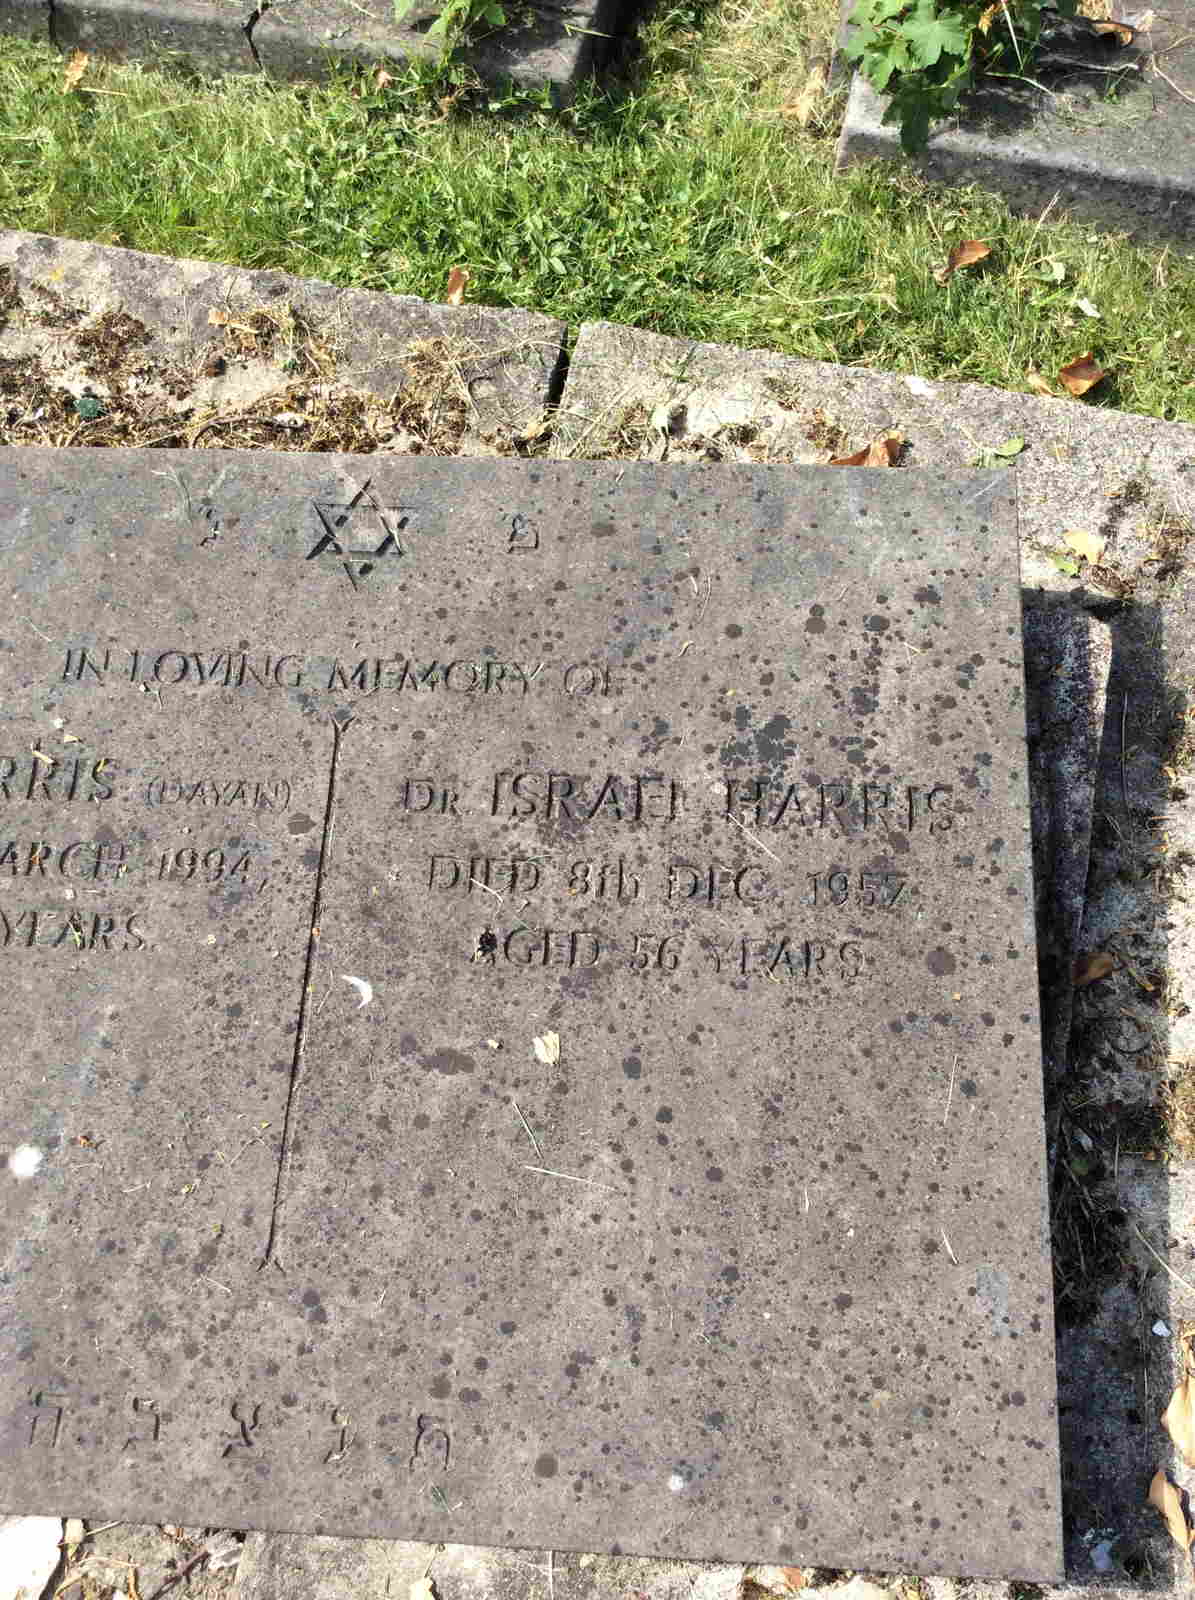 פ נ
IN LOVING MEMORY OF
RRIS (DAYAN)
ARCH 1994,
YEARS.
DR. ISRAEL HARRIS
DIED 8th DEC. 1957
AGED 56 YEARS.
ת נ צ ב ה